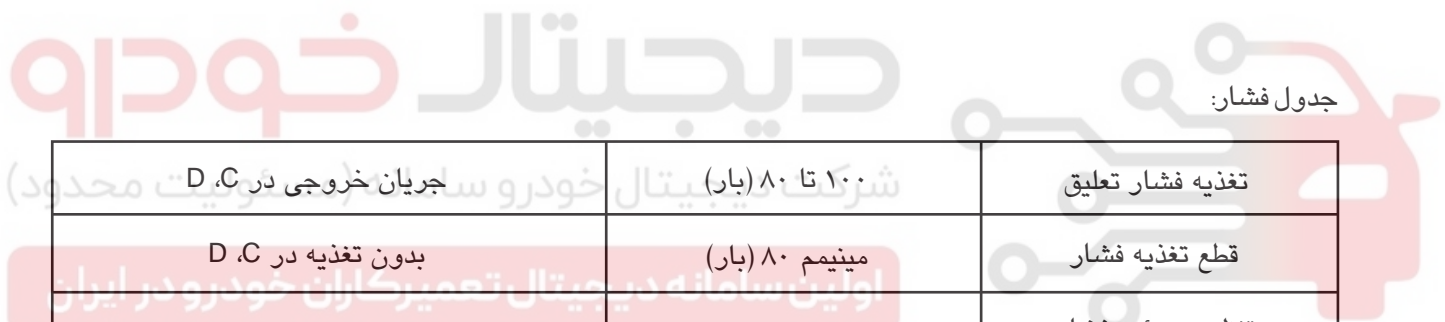 دیجیتال خودرو
جدول فشار:
تغذیه فشار تعلیق ۱۰۰ تا ۸۰ (بار) جریان خروجی در C، D
شرکت دیجیتال خودرو سامانه (مسئولیت محدود)
قطع تغذیه فشار مینیمم ۸۰ (بار) بدون تغذیه در C، D
اولین سامانه دیجیتال تعمیرکاران خودرو در ایران